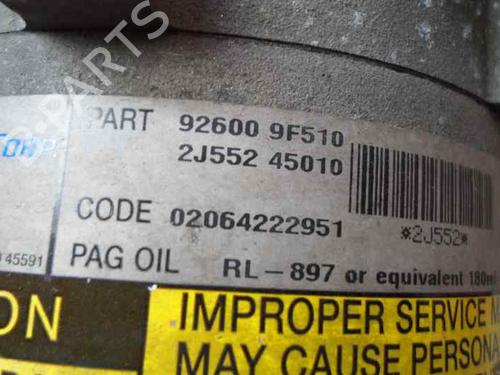 PARTS
PART 92600 9F510
2J552 45010
CODE 02064222951
*2J552*
45591
PAG OIL RL-897 or equivalent 180
ON
IMPROPER SERVICE
MAY CAUSE